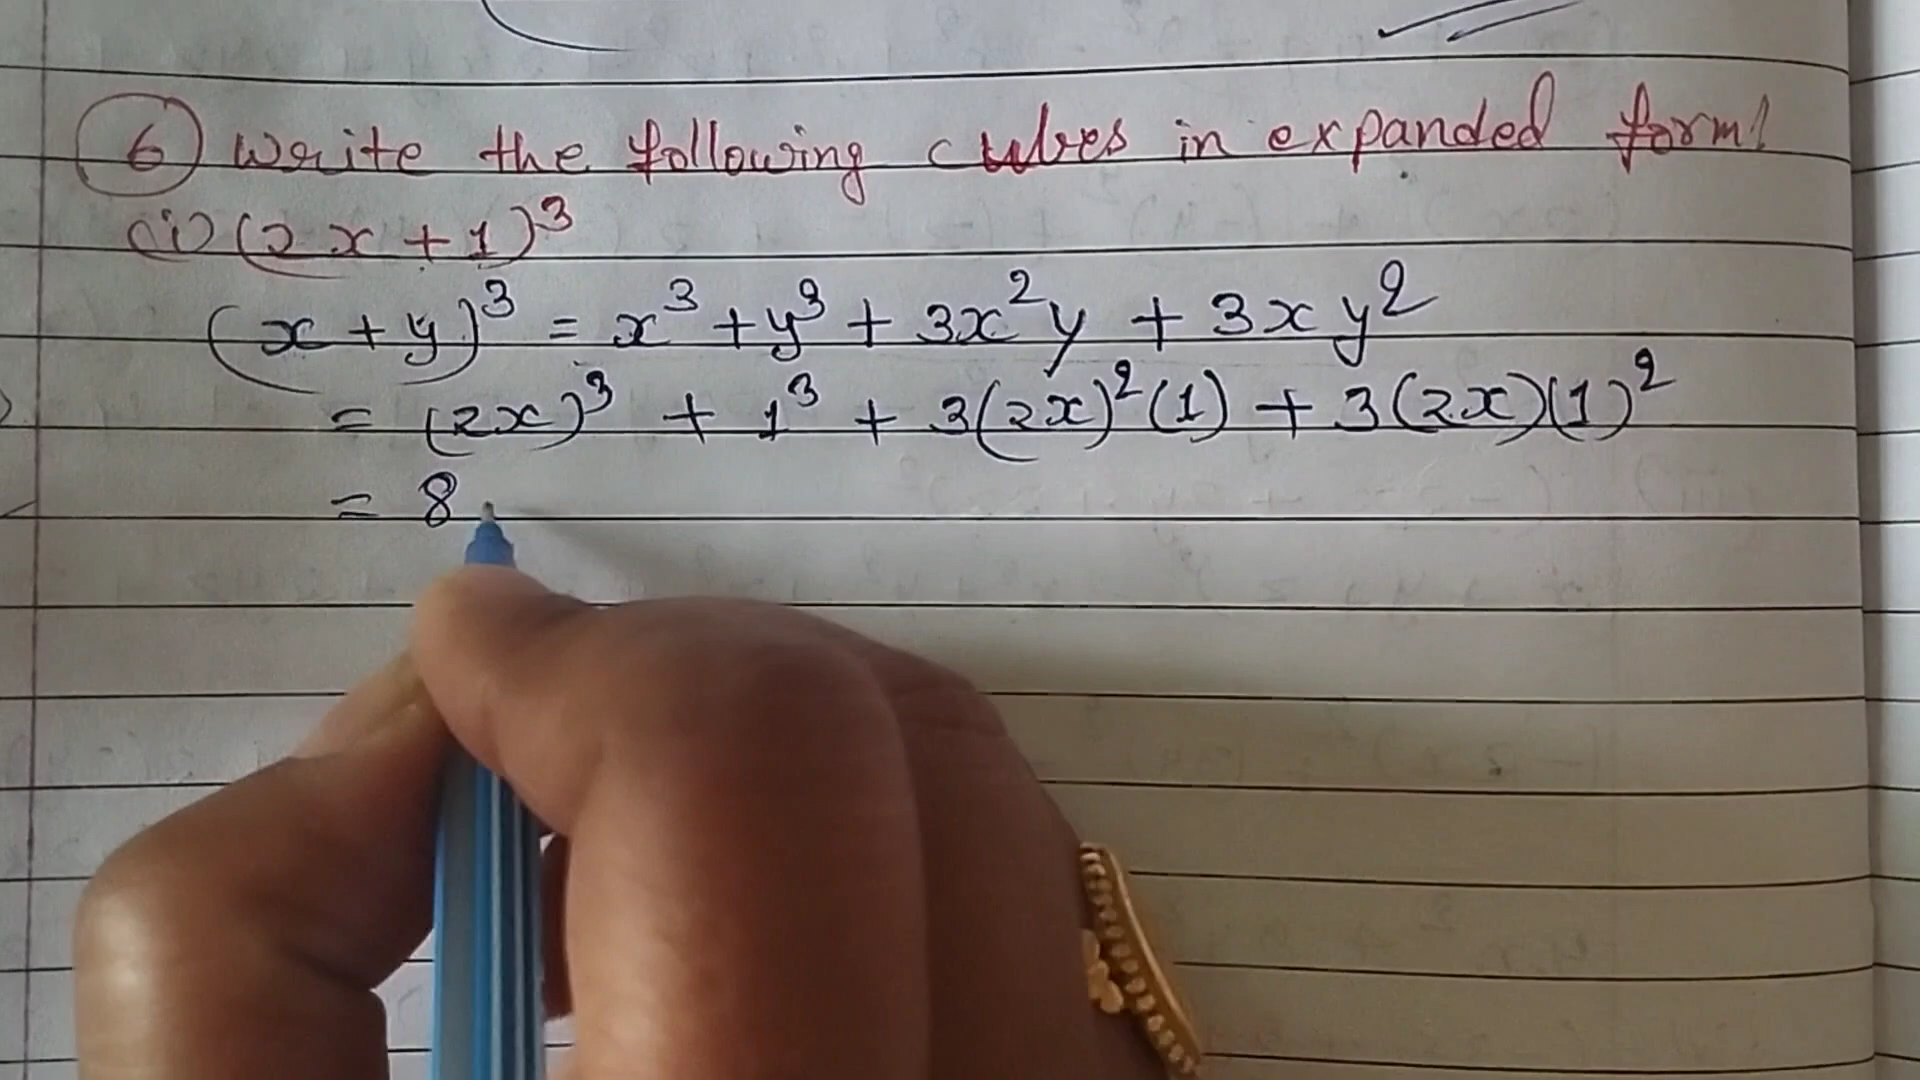 6 Write the following cubes in expanded form:
(i) (2x + 1)³
(x + y)³ = x³ + y³ + 3x²y + 3xy²
= (2x)³ + 1³ + 3(2x)²(1) + 3(2x)(1)²
= 8